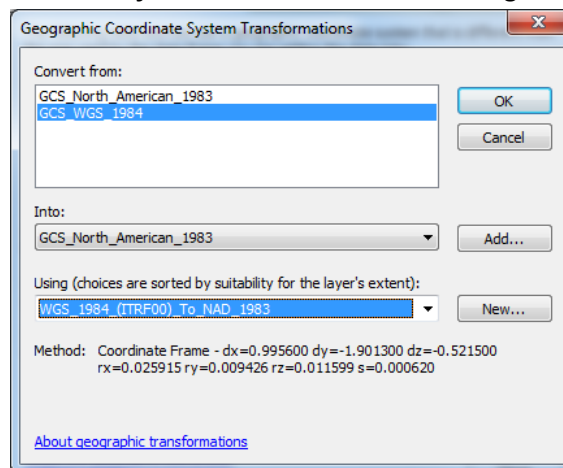 Geographic Coordinate System Transformations
Convert from:
GCS_North_American_1983
GCS_WGS_1984
OK
Cancel
Into:
GCS_North_American_1983
Add...
Using (choices are sorted by suitability for the layer's extent):
WGS_1984_(ITRF00)_To_NAD_1983
New...
Method: Coordinate Frame - dx=0.995600 dy=-1.901300 dz=-0.521500
rx=0.025915 ry=0.009426 rz=0.011599 s=0.000620
About geographic transformations